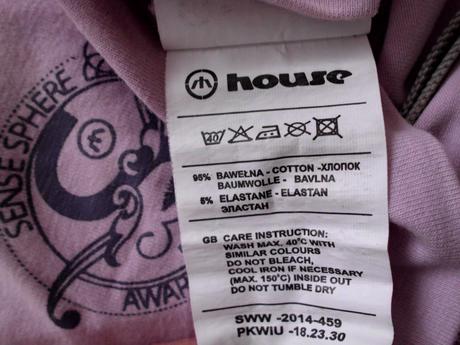 house
40
95% BAWEŁNA - COTTON - ХЛОПОК
BAUMWOLLE - BAVLNA
5% ELASTANE - ELASTAN
ЭЛАСТАН
GB CARE INSTRUCTION:
WASH MAX. 40°C WITH
SIMILAR COLOURS
DO NOT BLEACH,
COOL IRON IF NECESSARY
(MAX. 150°C) INSIDE OUT
DO NOT TUMBLE DRY
SWW -2014-459
PKWiU -18.23.30
SENSE SPHERE